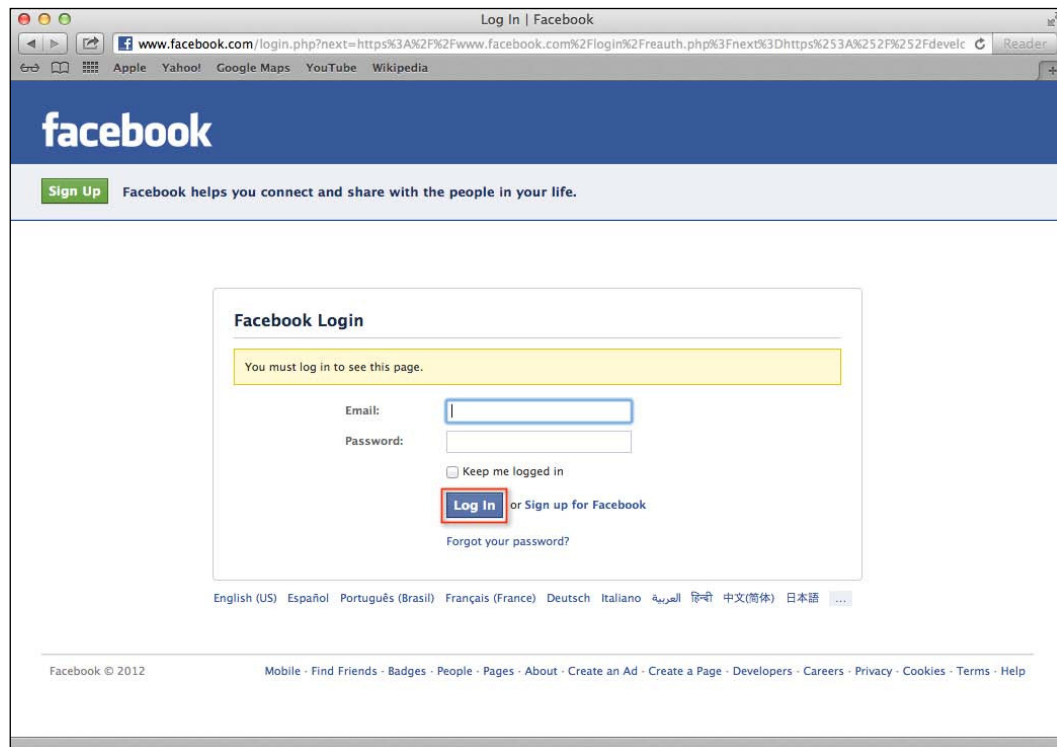 Log In | Facebook
www.facebook.com/login.php?next=https%3A%2F%2Fwww.facebook.com%2Flogin%2Freauth.php%3Fnext%3Dhttps%253A%252F%252Fdevelc
Reader
Apple Yahoo! Google Maps YouTube Wikipedia
facebook
Sign Up Facebook helps you connect and share with the people in your life.
Facebook Login
You must log in to see this page.
Email:
Password:
Keep me logged in
Log In or Sign up for Facebook
Forgot your password?
English (US) Español Português (Brasil) Français (France) Deutsch Italiano العربية हिन्दी 中文(简体) 日本語 ...
Facebook © 2012 Mobile · Find Friends · Badges · People · Pages · About · Create an Ad · Create a Page · Developers · Careers · Privacy · Cookies · Terms · Help